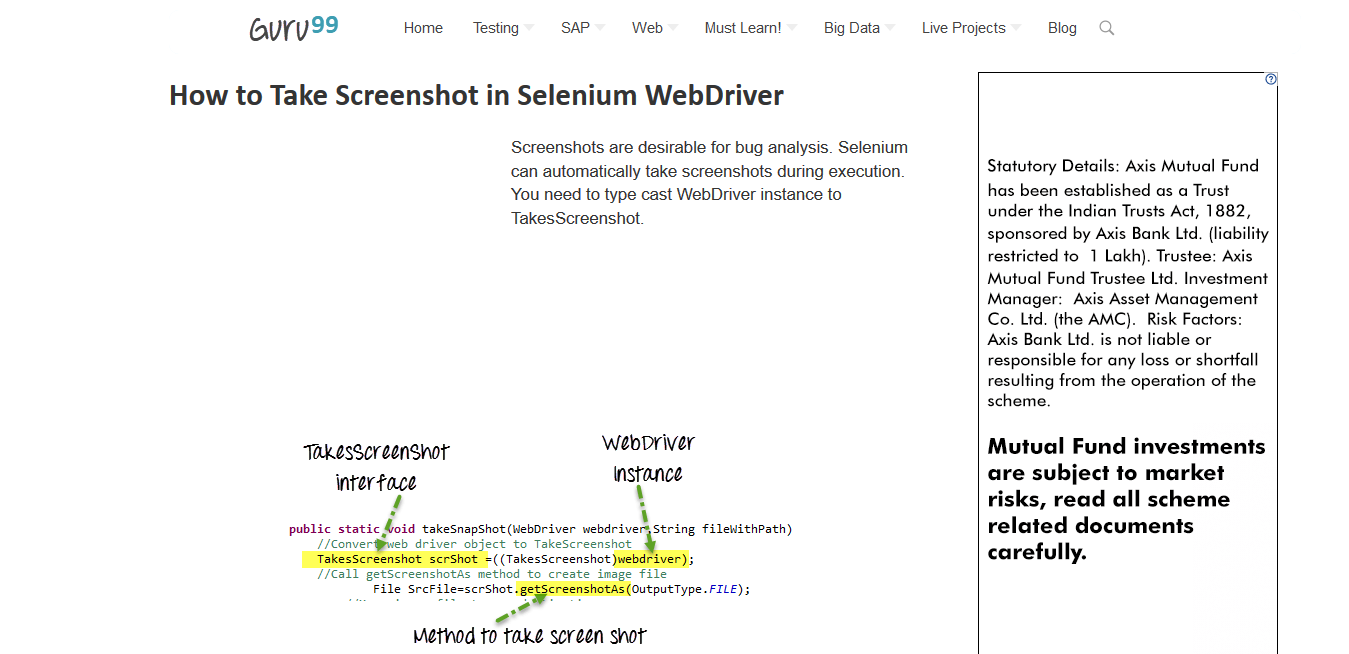 Guru99
Home Testing SAP Web Must Learn! Big Data Live Projects Blog
How to Take Screenshot in Selenium WebDriver
Screenshots are desirable for bug analysis. Selenium
can automatically take screenshots during execution.
You need to type cast WebDriver instance to
TakesScreenshot.
TakesScreenshot
interface
WebDriver
Instance
public static void takeSnapShot(WebDriver webdriver,String fileWithPath)
//Convert web driver object to TakeScreenshot
TakesScreenshot scrShot =((TakesScreenshot)webdriver);
//Call getScreenshotAs method to create image file
File SrcFile=scrShot.getScreenshotAs(OutputType.FILE);
Method to take screen shot
?
Statutory Details: Axis Mutual Fund
has been established as a Trust
under the Indian Trusts Act, 1882,
sponsored by Axis Bank Ltd. (liability
restricted to 1 Lakh). Trustee: Axis
Mutual Fund Trustee Ltd. Investment
Manager: Axis Asset Management
Co. Ltd. (the AMC). Risk Factors:
Axis Bank Ltd. is not liable or
responsible for any loss or shortfall
resulting from the operation of the
scheme.
Mutual Fund investments
are subject to market
risks, read all scheme
related documents
carefully.